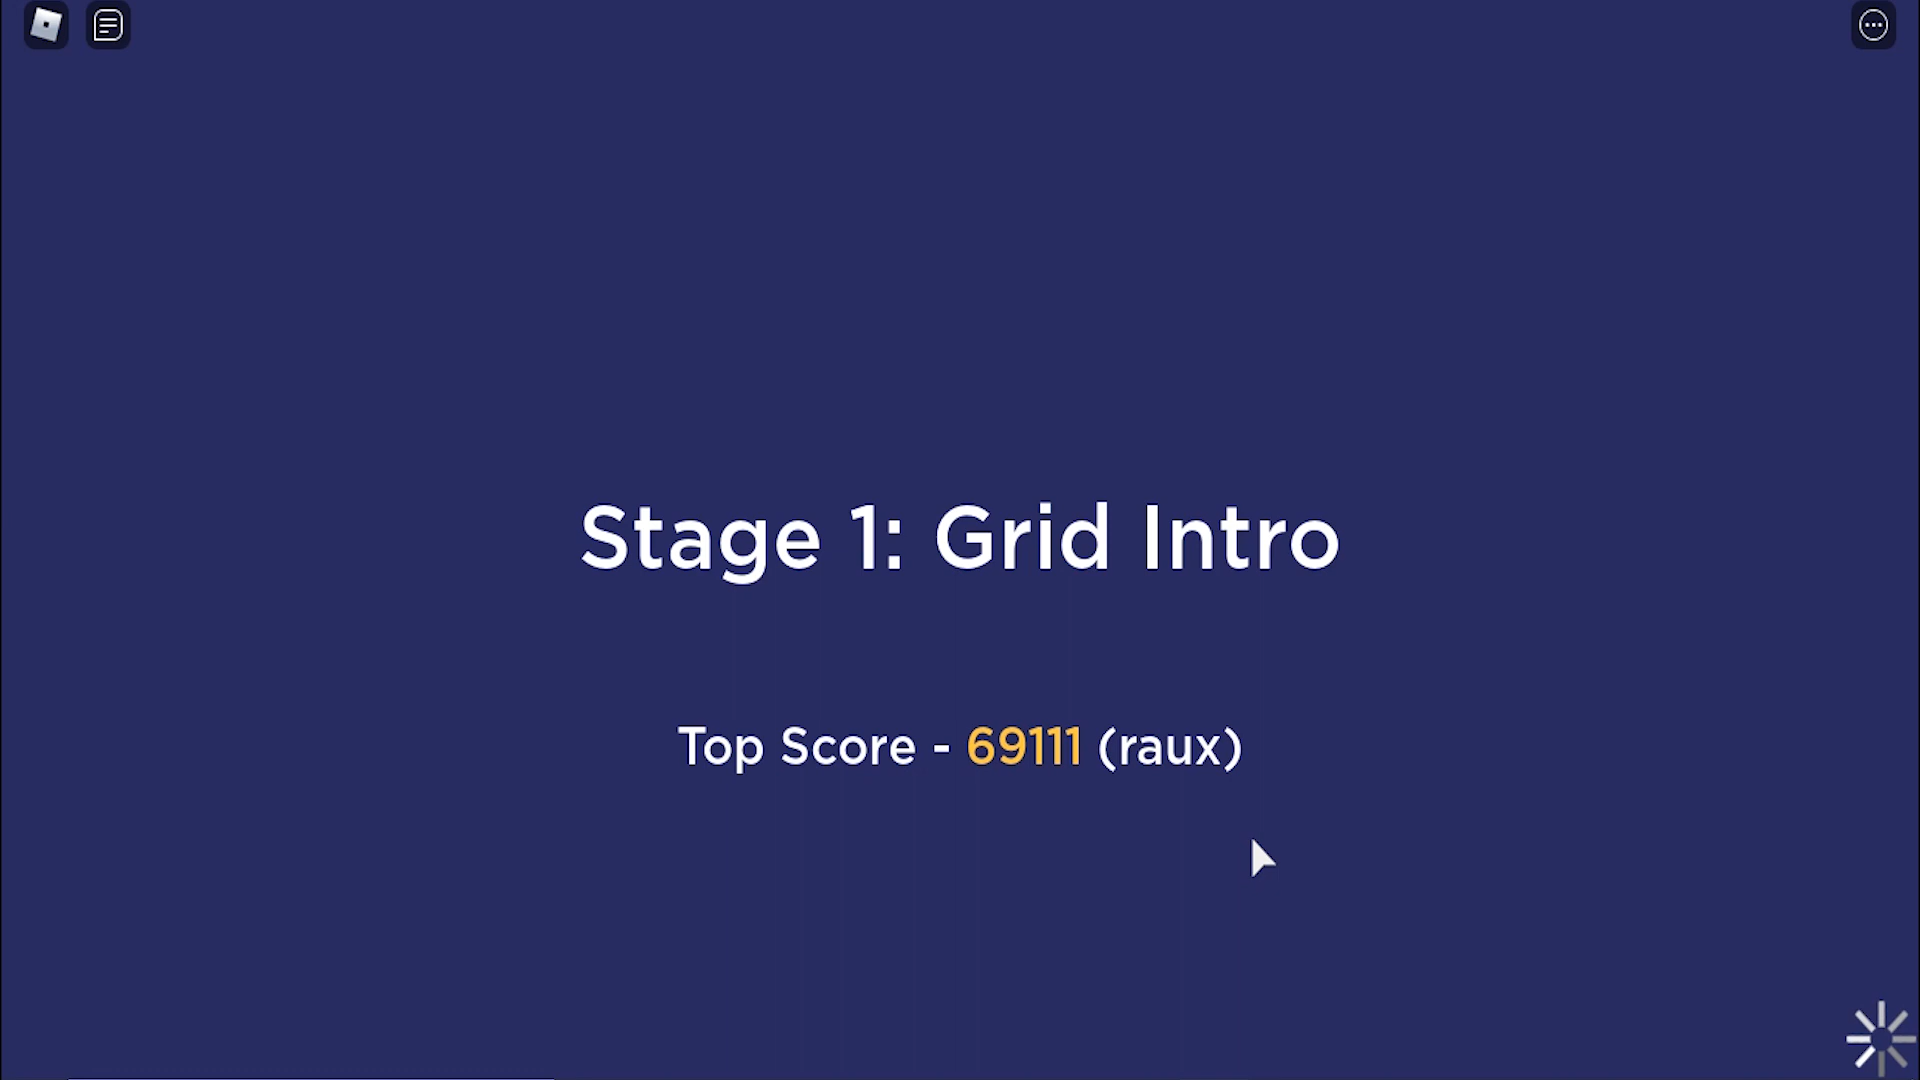 Stage 1: Grid Intro
Top Score - 69111 (raux)